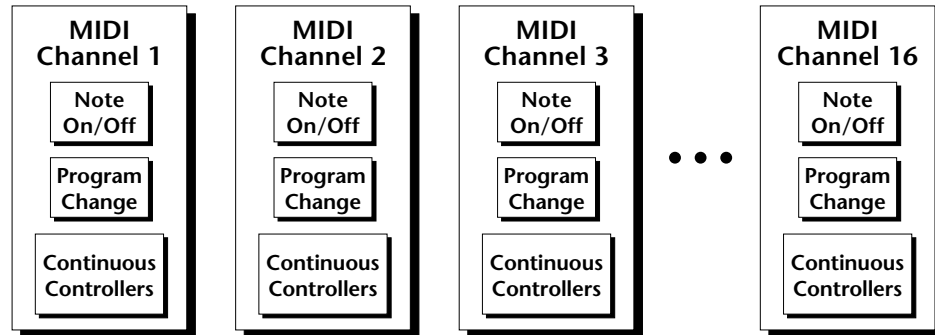 MIDI
Channel 1
Note
On/Off
Program
Change
Continuous
Controllers
MIDI
Channel 2
Note
On/Off
Program
Change
Continuous
Controllers
MIDI
Channel 3
Note
On/Off
Program
Change
Continuous
Controllers
MIDI
Channel 16
Note
On/Off
Program
Change
Continuous
Controllers